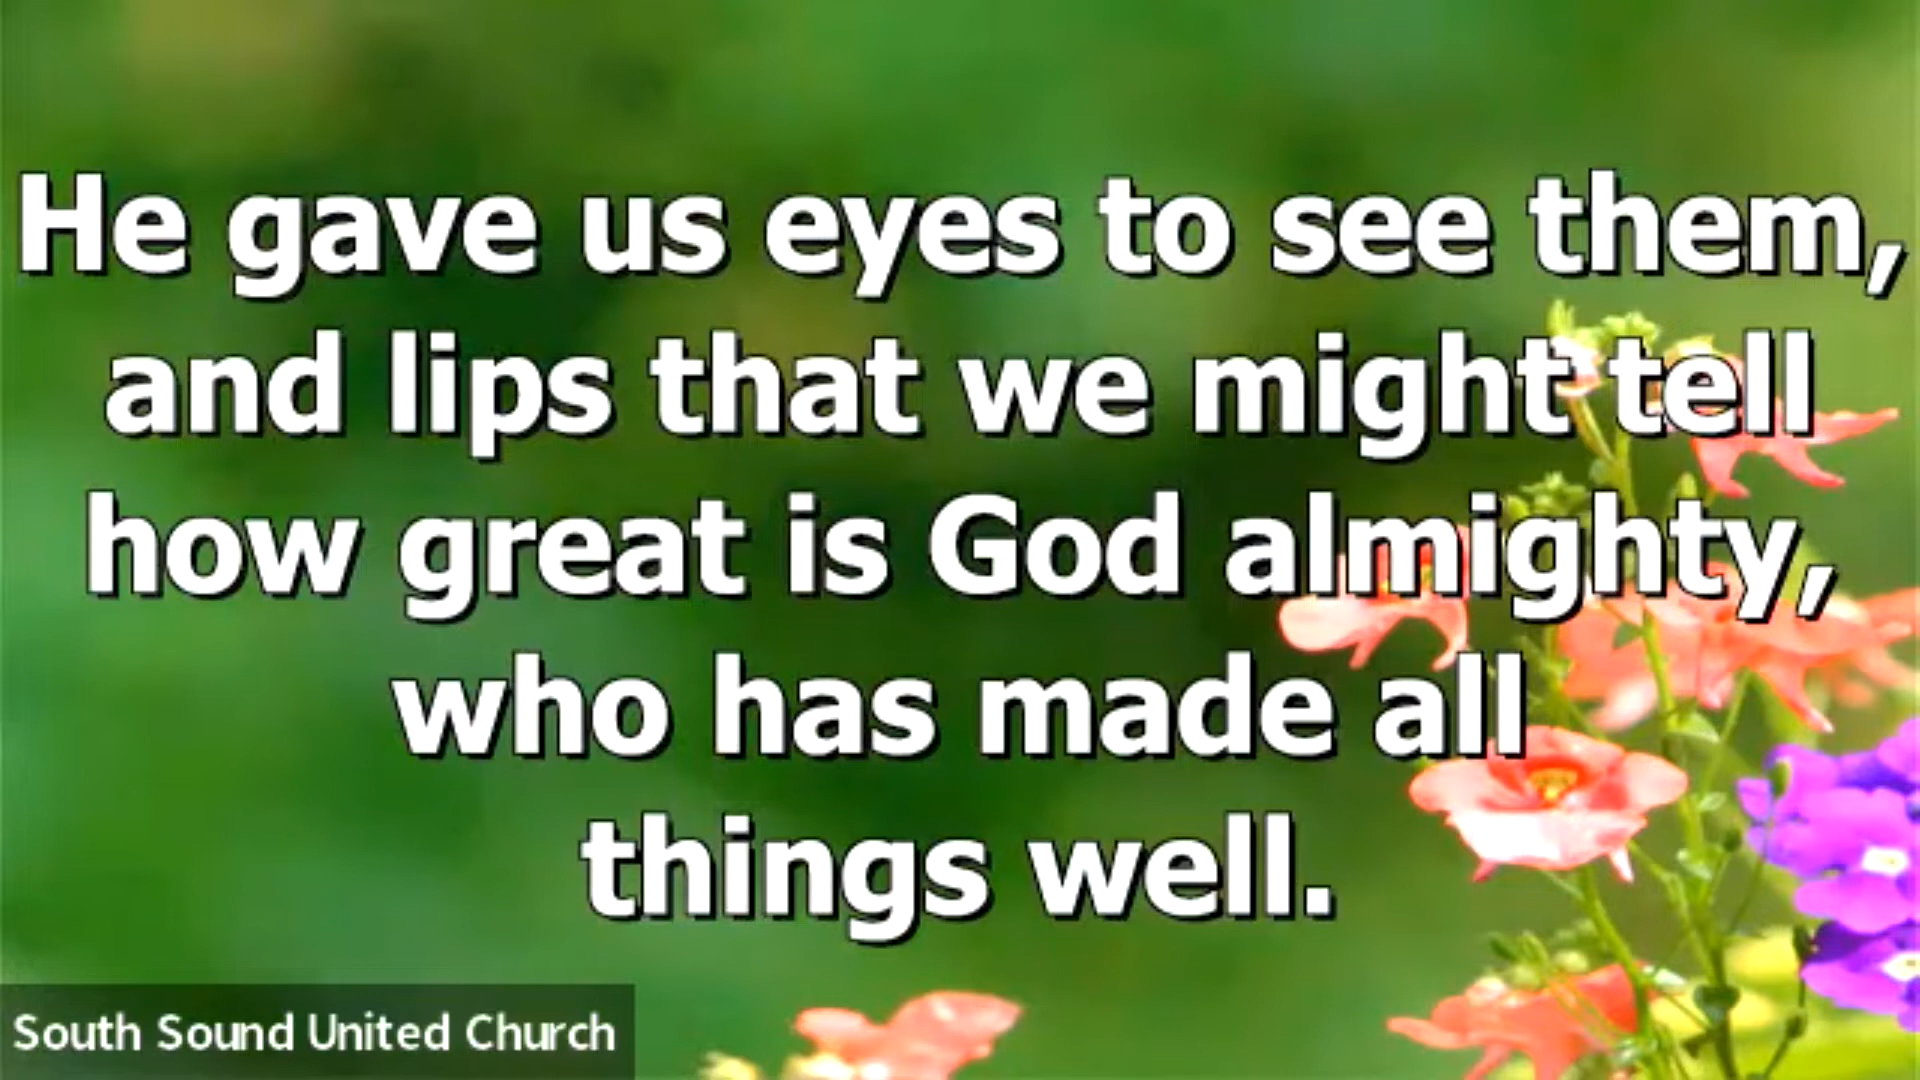 He gave us eyes to see them,
and lips that we might tell
how great is God almighty,
who has made all
things well.
South Sound United Church